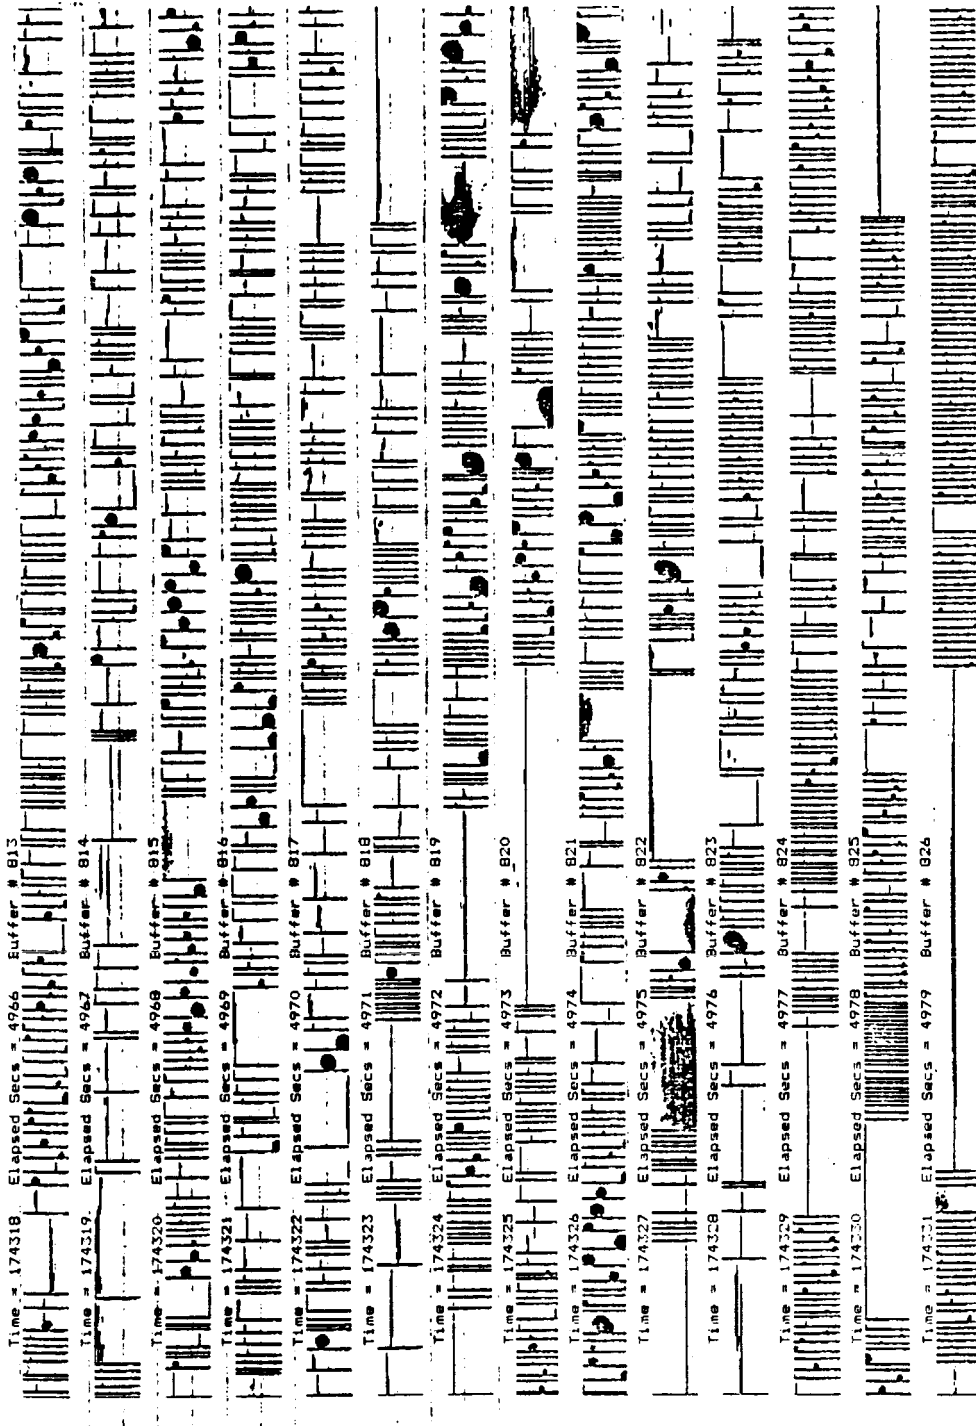 Time = 174318 Elapsed Secs = 4966 Buffer # 813
Time = 174319 Elapsed Secs = 4967 Buffer # 814
Time = 174320 Elapsed Secs = 4968 Buffer # 815
Time = 174321 Elapsed Secs = 4969 Buffer # 816
Time = 174322 Elapsed Secs = 4970 Buffer # 817
Time = 174323 Elapsed Secs = 4971 Buffer # 818
Time = 174324 Elapsed Secs = 4972 Buffer # 819
Time = 174325 Elapsed Secs = 4973 Buffer # 820
Time = 174326 Elapsed Secs = 4974 Buffer # 821
Time = 174327 Elapsed Secs = 4975 Buffer # 822
Time = 174328 Elapsed Secs = 4976 Buffer # 823
Time = 174329 Elapsed Secs = 4977 Buffer # 824
Time = 174330 Elapsed Secs = 4978 Buffer # 825
Time = 174331 Elapsed Secs = 4979 Buffer # 826